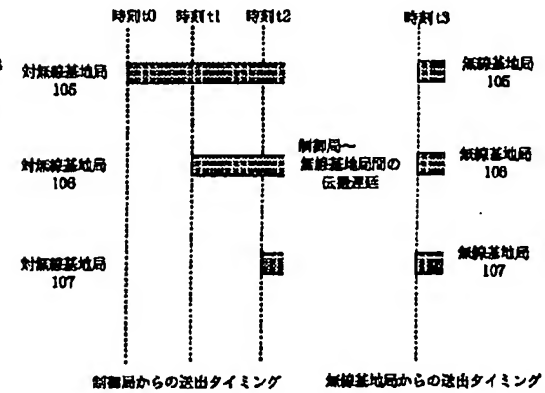 時刻t0 時刻t1 時刻t2 時刻t3
対無線基地局
105
無線基地局
105
対無線基地局
106
制御局〜
無線基地局間の
伝搬遅延
無線基地局
106
対無線基地局
107
無線基地局
107
制御局からの送出タイミング
無線基地局からの送出タイミング